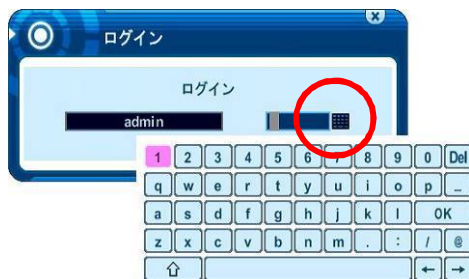 ログイン
ログイン
admin
1 2 3 4 5 6 7 8 9 0 Del
q w e r t y u i o p _
a s d f g h j k l OK
z x c v b n m . : / @